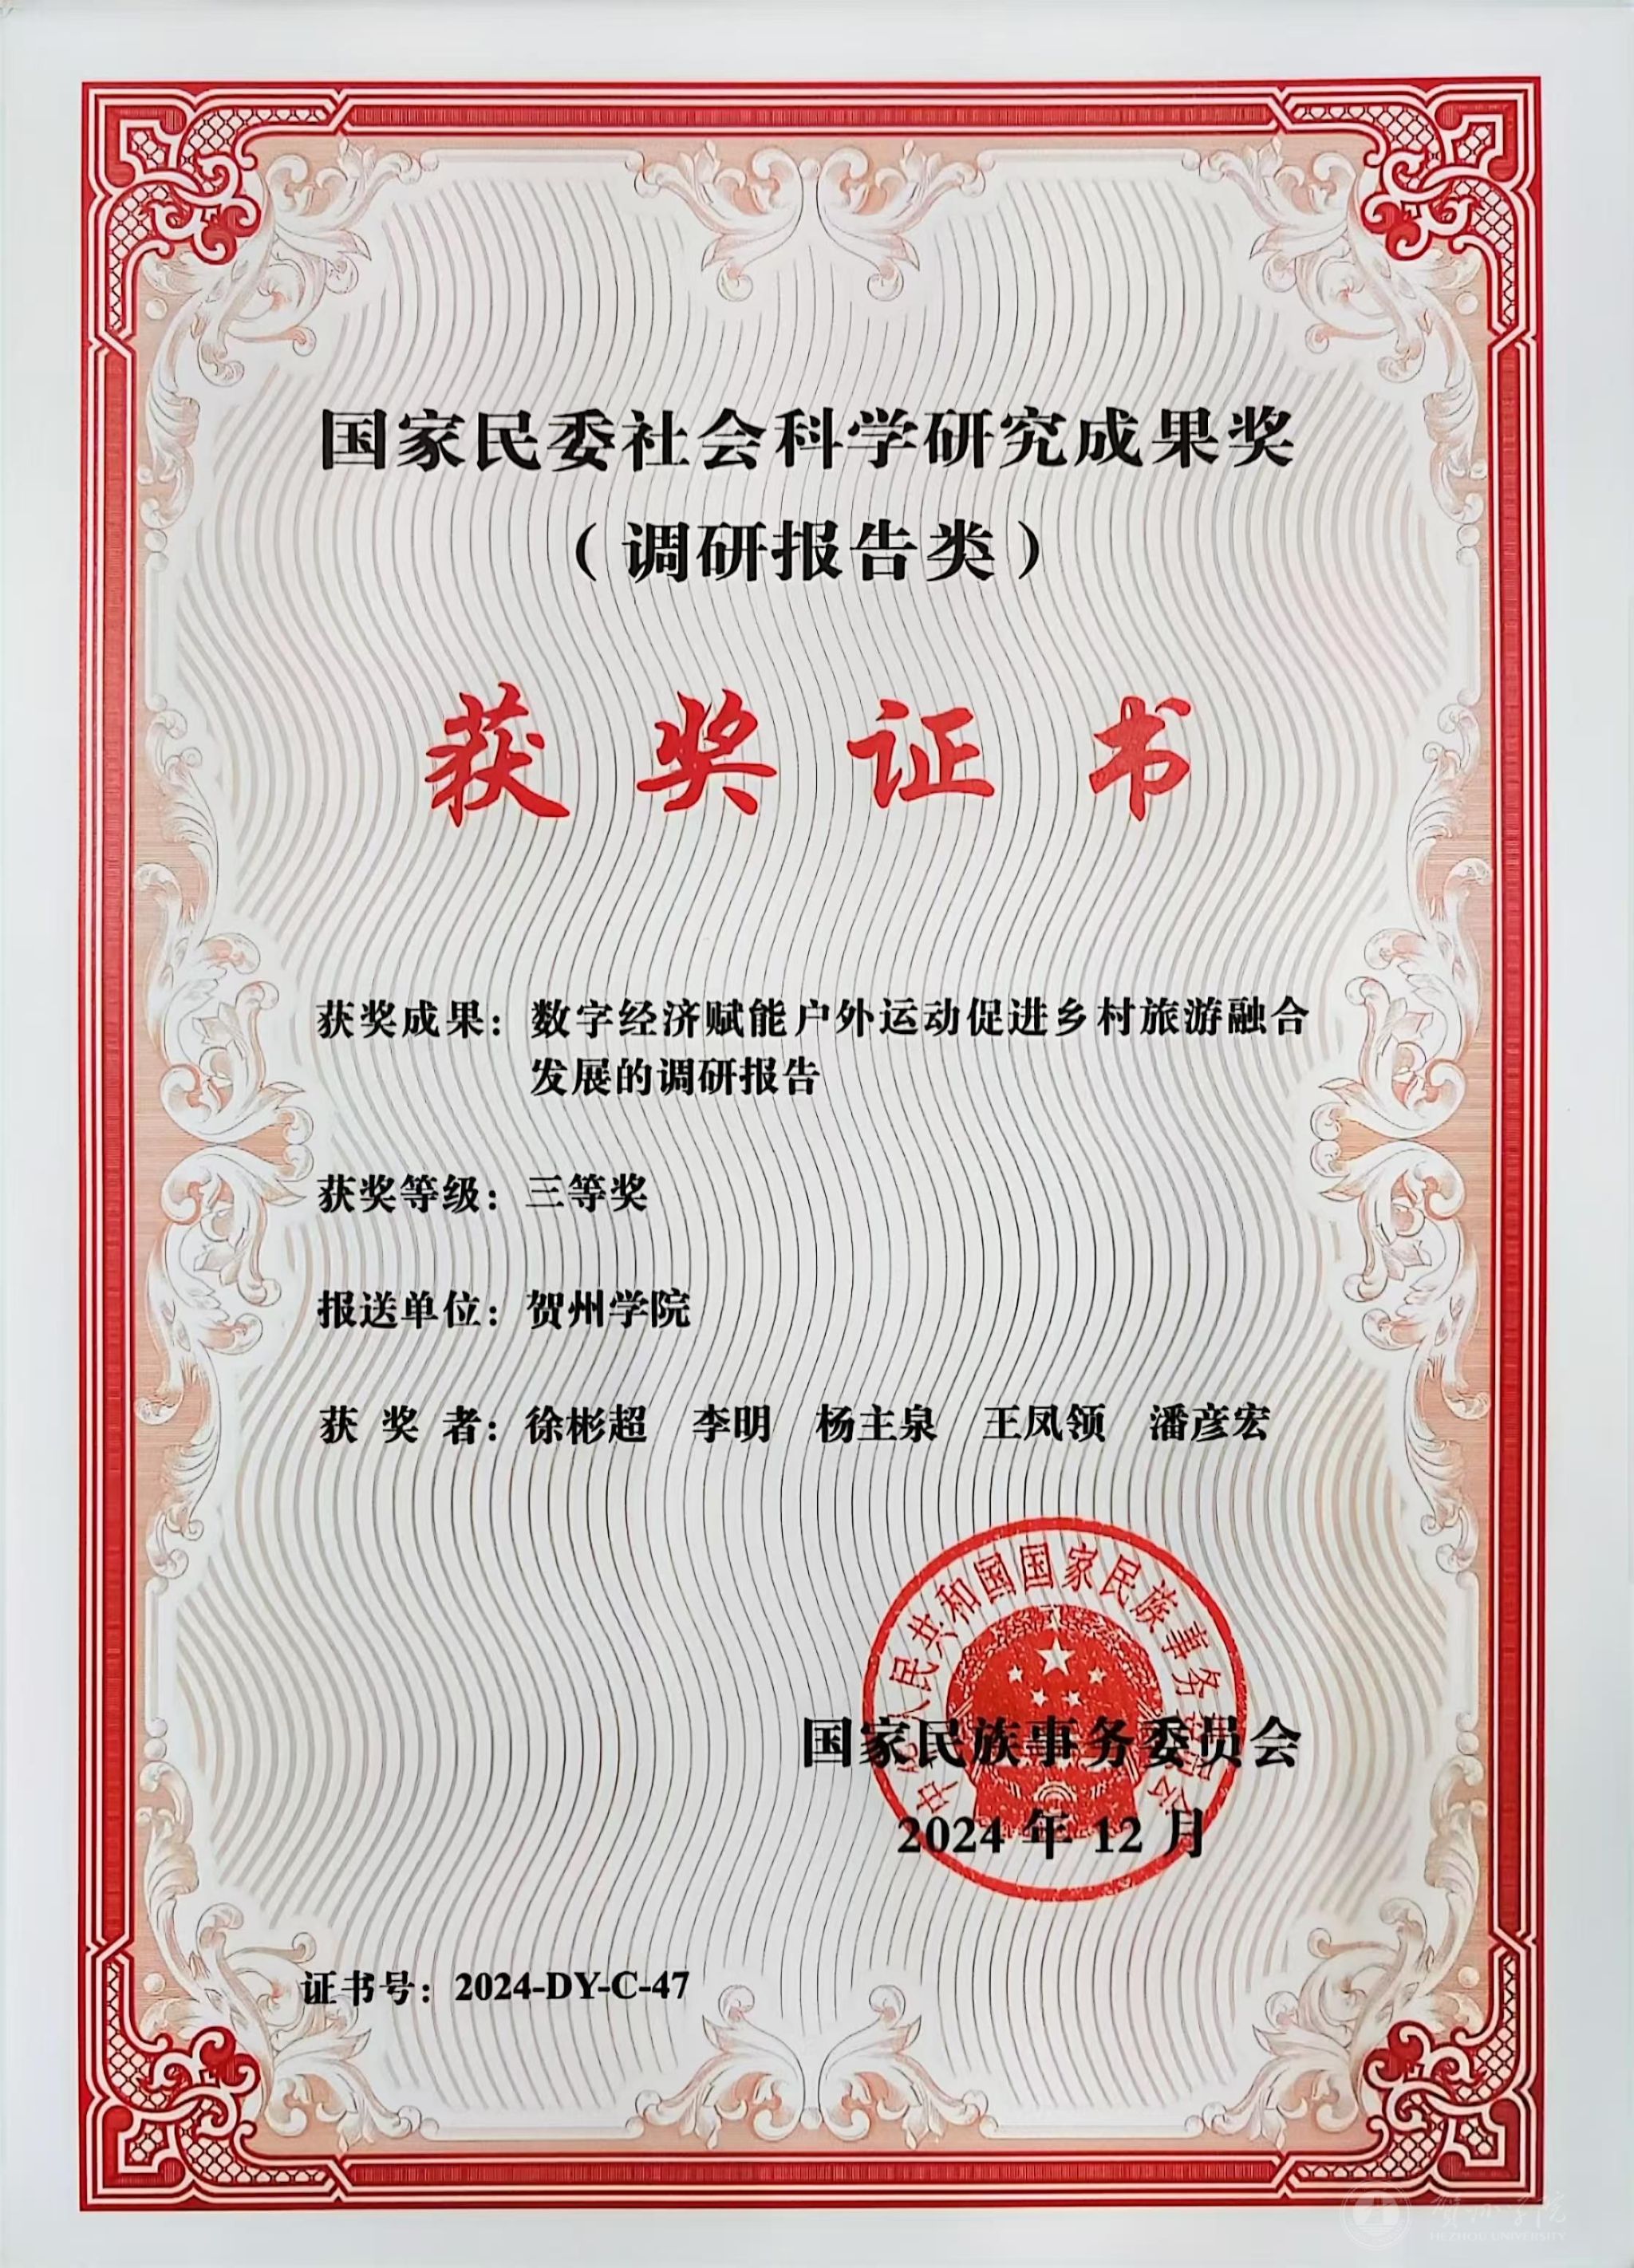 国家民委社会科学研究成果奖
（调研报告类）
获奖证书
获奖成果：数字经济赋能户外运动促进乡村旅游融合
发展的调研报告
获奖等级：三等奖
报送单位：贺州学院
获奖者：徐彬超 李明 杨主泉 王凤领 潘彦宏
中华人民共和国国家民族事务委员会
国家民族事务委员会
2024年12月
证书号：2024-DY-C-47
贺州学院
HEZHOU UNIVERSITY